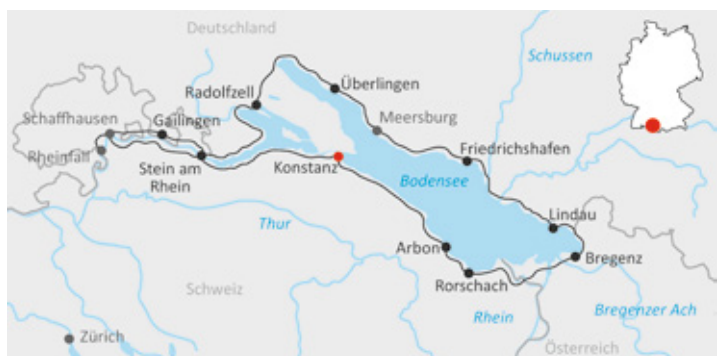 Deutschland
Schussen
Radolfzell
Überlingen
Schaffhausen
Gailingen
Meersburg
Rheinfall
Stein am
Rhein
Konstanz
Friedrichshafen
Bodensee
Thur
Lindau
Arbon
Bregenz
Rorschach
Schweiz
Rhein
Bregenzer Ach
Zürich
Österreich